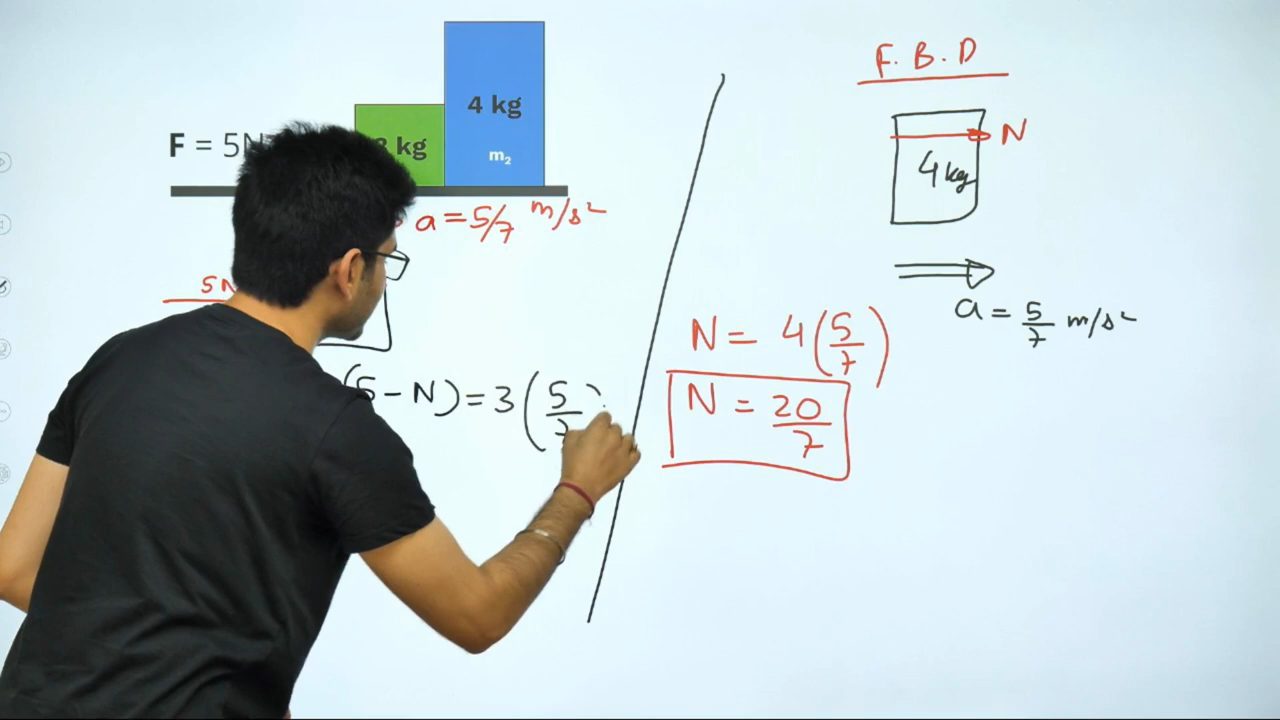 F = 5N
kg
4 kg
m₂
a = 5/7 m/s²
5N
(5 - N) = 3 (5/7)
F.B.D
N
4 kg
a = 5/7 m/s²
N = 4 (5/7)
N = 20/7